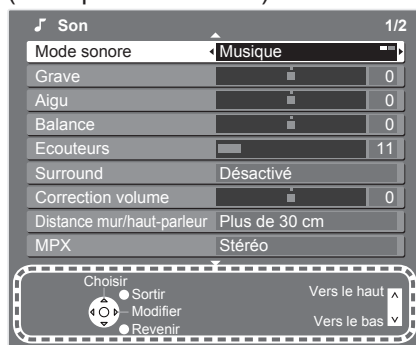 Son 1/2
Mode sonore Musique
Grave 0
Aigu 0
Balance 0
Ecouteurs 11
Surround Désactivé
Correction volume 0
Distance mur/haut-parleur Plus de 30 cm
MPX Stéréo
Choisir
Sortir
Modifier
Revenir
Vers le haut
Vers le bas